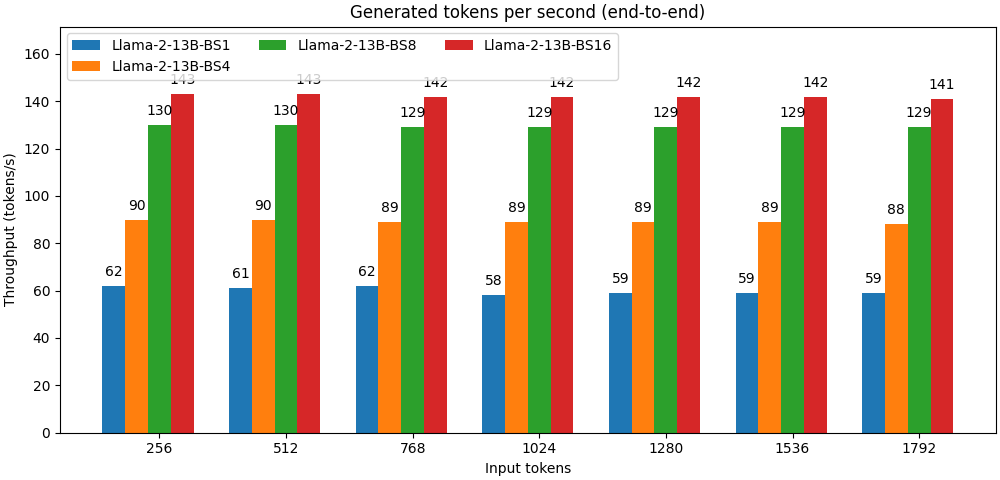 Generated tokens per second (end-to-end)
Llama-2-13B-BS1
Llama-2-13B-BS4
Llama-2-13B-BS8
Llama-2-13B-BS16
Throughput (tokens/s)
160
140
120
100
80
60
40
20
0
62 90 130 143
61 90 130 143
62 89 129 142
58 89 129 142
59 89 129 142
59 89 129 142
59 88 129 141
256 512 768 1024 1280 1536 1792
Input tokens